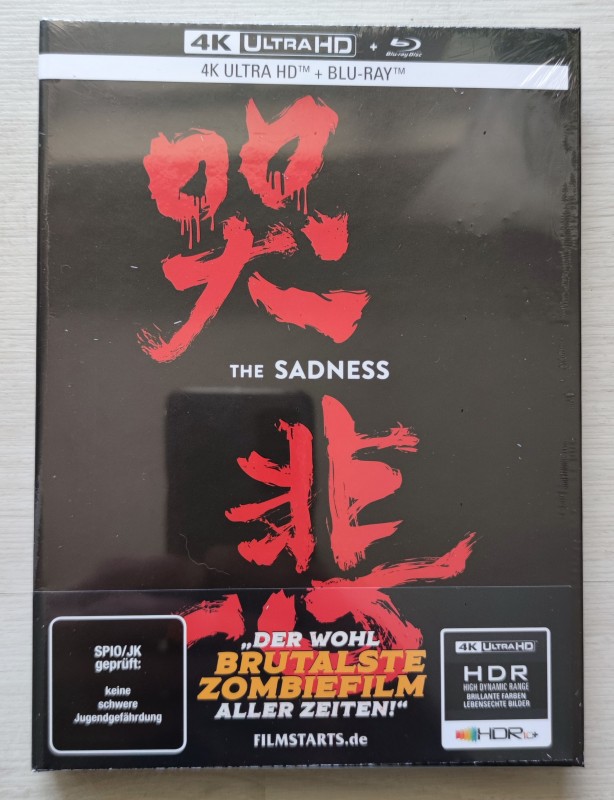 4K ULTRA HD + Blu-ray Disc
4K ULTRA HD™ + BLU-RAY™
哭
THE SADNESS
悲
SPIO/JK
geprüft:
keine
schwere
Jugendgefährdung
„DER WOHL
BRUTALSTE
ZOMBIEFILM
ALLER ZEITEN!“
FILMSTARTS.de
4K ULTRA HD
HDR
HIGH DYNAMIC RANGE
BRILLANTE FARBEN
LEBENSECHTE BILDER
HDR10+